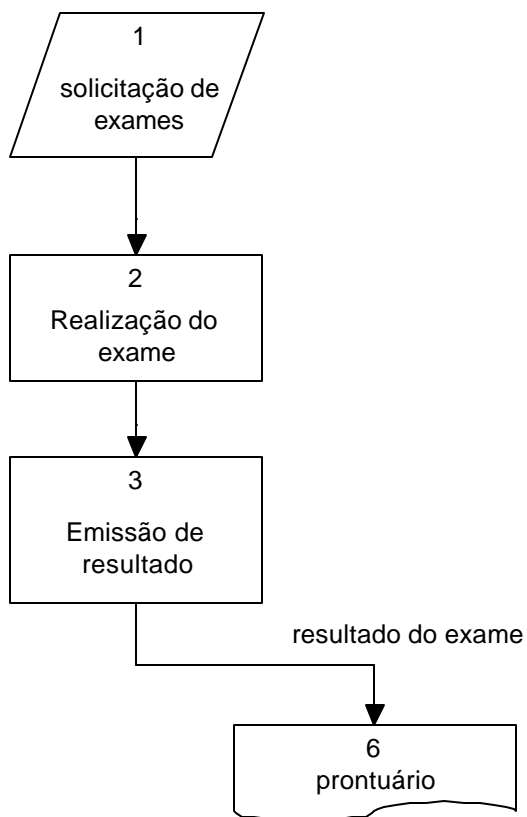 1
solicitação de
exames
2
Realização do
exame
3
Emissão de
resultado
resultado do exame
6
prontuário